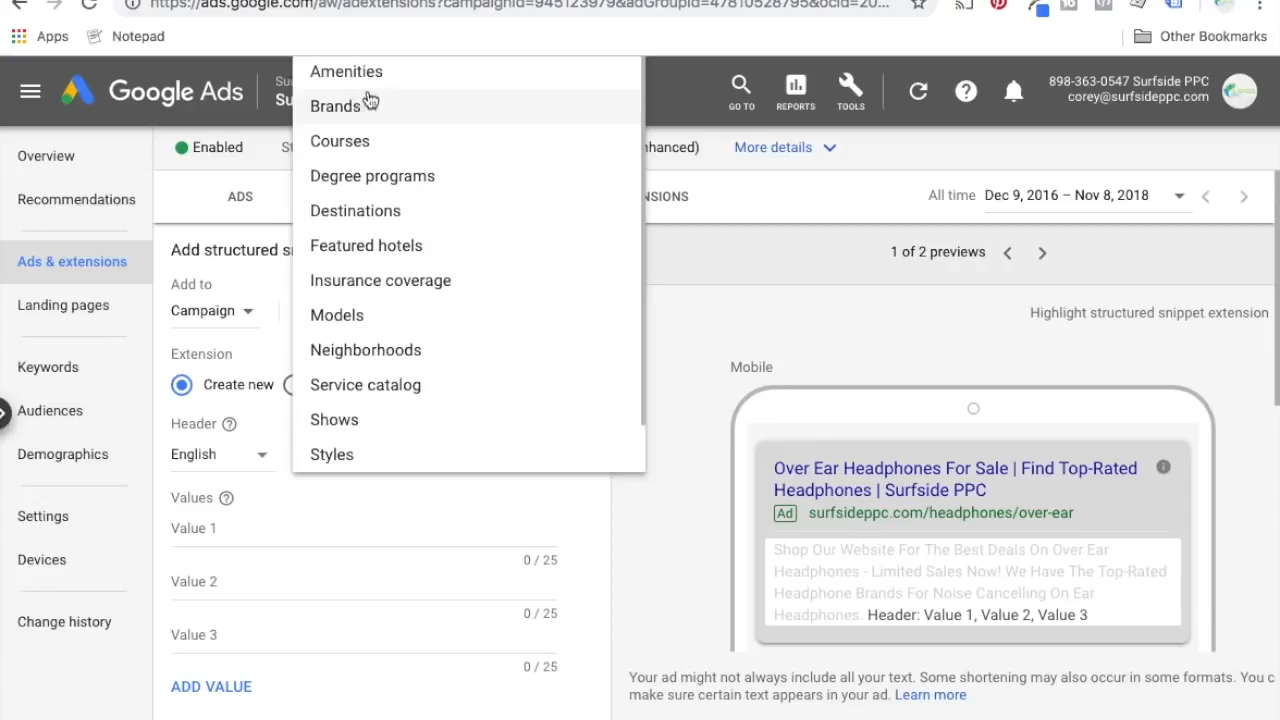 https://ads.google.com/aw/adextensions?campaignId=945123979&adGroupId=47810528795&ocid=20...
Apps
Notepad
Other Bookmarks
Google Ads
Su
GO TO
REPORTS
TOOLS
898-363-0547 Surfside PPC
corey@surfsideppc.com
Amenities
Brands
Courses
Degree programs
Destinations
Featured hotels
Insurance coverage
Models
Neighborhoods
Service catalog
Shows
Styles
Overview
Recommendations
Ads & extensions
Landing pages
Keywords
Audiences
Demographics
Settings
Devices
Change history
Enabled
St
nhanced)
More details
ADS
NSIONS
All time
Dec 9, 2016 – Nov 8, 2018
Add structured s
Add to
Campaign
Extension
Create new
Header
English
Values
Value 1
0 / 25
Value 2
0 / 25
Value 3
0 / 25
ADD VALUE
1 of 2 previews
Highlight structured snippet extension
Mobile
Over Ear Headphones For Sale | Find Top-Rated
Headphones | Surfside PPC
Ad surfsideppc.com/headphones/over-ear
Shop Our Website For The Best Deals On Over Ear
Headphones - Limited Sales Now! We Have The Top-Rated
Headphone Brands For Noise Cancelling On Ear
Headphones. Header: Value 1, Value 2, Value 3
Your ad might not always include all your text. Some shortening may also occur in some formats. You c
make sure certain text appears in your ad. Learn more